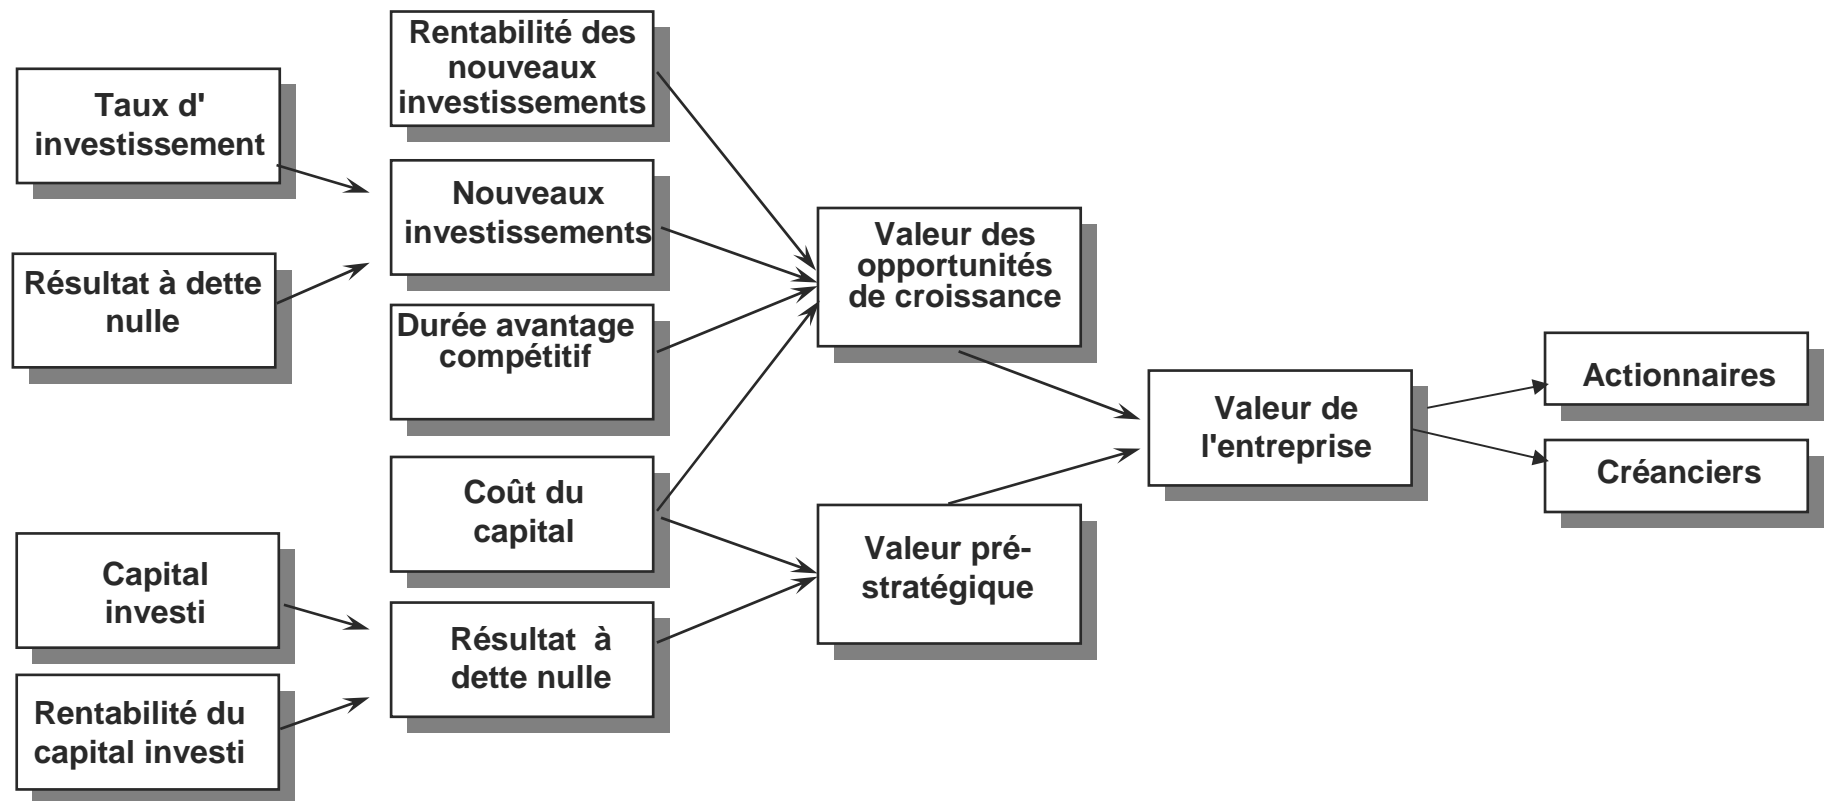 Taux d'
investissement
Résultat à dette
nulle
Capital
investi
Rentabilité du
capital investi
Rentabilité des
nouveaux
investissements
Nouveaux
investissements
Durée avantage
compétitif
Coût du
capital
Résultat à
dette nulle
Valeur des
opportunités
de croissance
Valeur pré-
stratégique
Valeur de
l'entreprise
Actionnaires
Créanciers